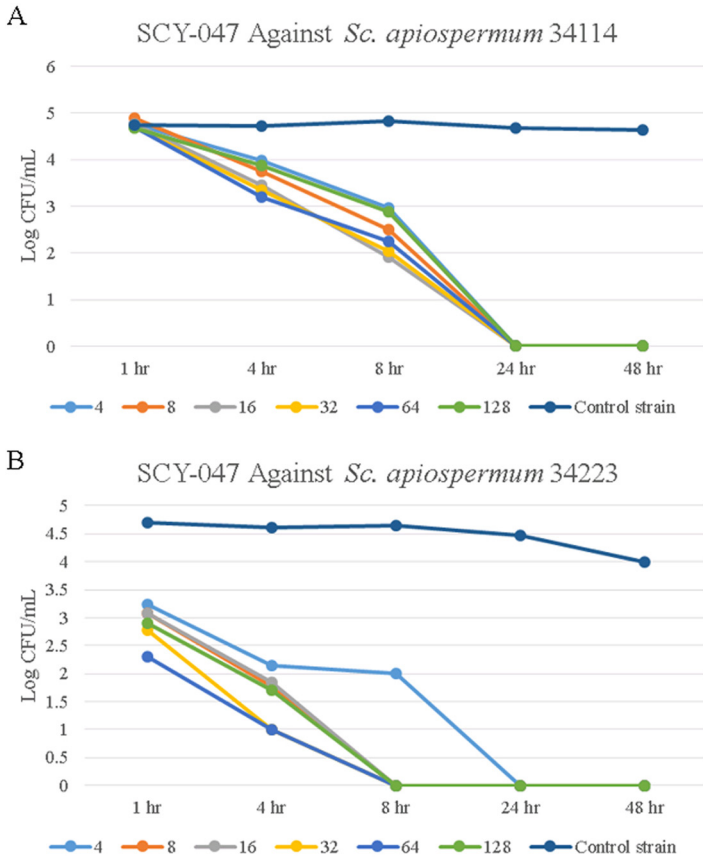 A
SCY-047 Against Sc. apiospermum 34114
Log CFU/mL
6
5
4
3
2
1
0
1 hr 4 hr 8 hr 24 hr 48 hr
4 8 16 32 64 128 Control strain
B
SCY-047 Against Sc. apiospermum 34223
Log CFU/mL
5
4.5
4
3.5
3
2.5
2
1.5
1
0.5
0
1 hr 4 hr 8 hr 24 hr 48 hr
4 8 16 32 64 128 Control strain